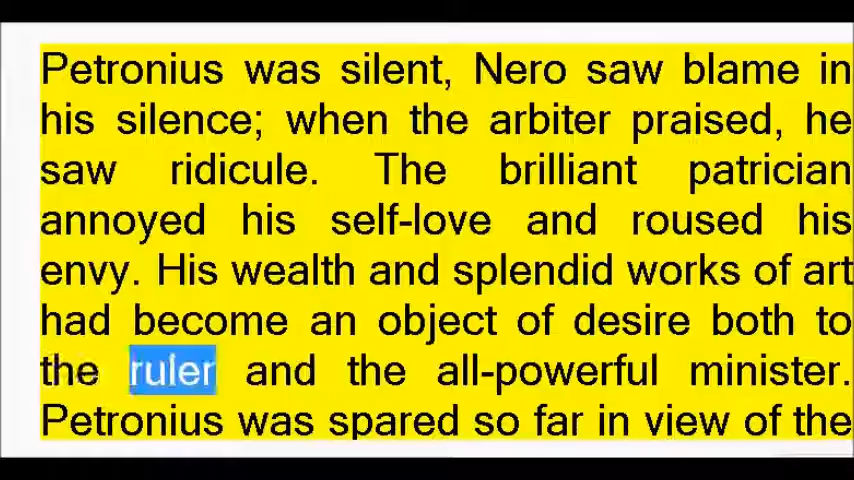 Petronius was silent, Nero saw blame in
his silence; when the arbiter praised, he
saw ridicule. The brilliant patrician
annoyed his self-love and roused his
envy. His wealth and splendid works of art
had become an object of desire both to
the ruler and the all-powerful minister.
Petronius was spared so far in view of the